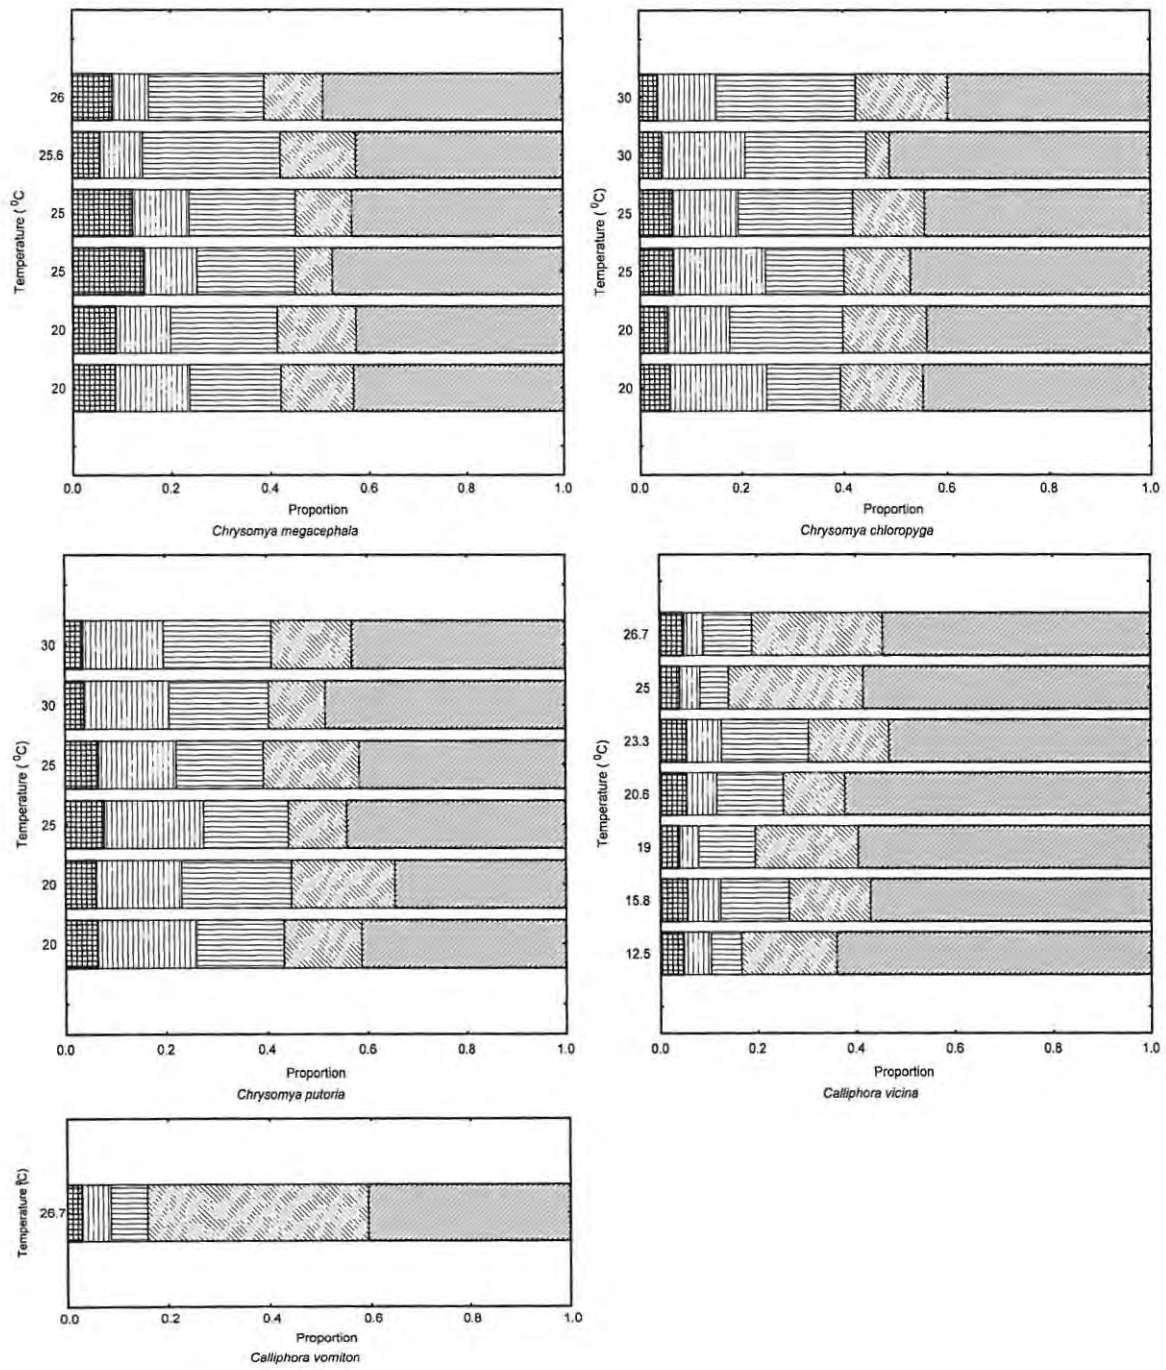 26
25.6
25
25
20
20
Temperature ( ⁰C
0.0 0.2 0.4 0.6 0.8 1.0
Proportion
Chrysomya megacephala
30
30
25
25
20
20
Temperature ( ⁰C)
0.0 0.2 0.4 0.6 0.8 1.0
Proportion
Chrysomya chloropyga
30
30
25
25
20
20
Temperature ( ⁰C)
0.0 0.2 0.4 0.6 0.8 1.0
Proportion
Chrysomya putoria
26.7
25
23.3
20.6
19
15.8
12.5
Temperature ( ⁰C)
0.0 0.2 0.4 0.6 0.8 1.0
Proportion
Calliphora vicina
26.7
Temperature (C)
0.0 0.2 0.4 0.6 0.8 1.0
Proportion
Calliphora vomiton